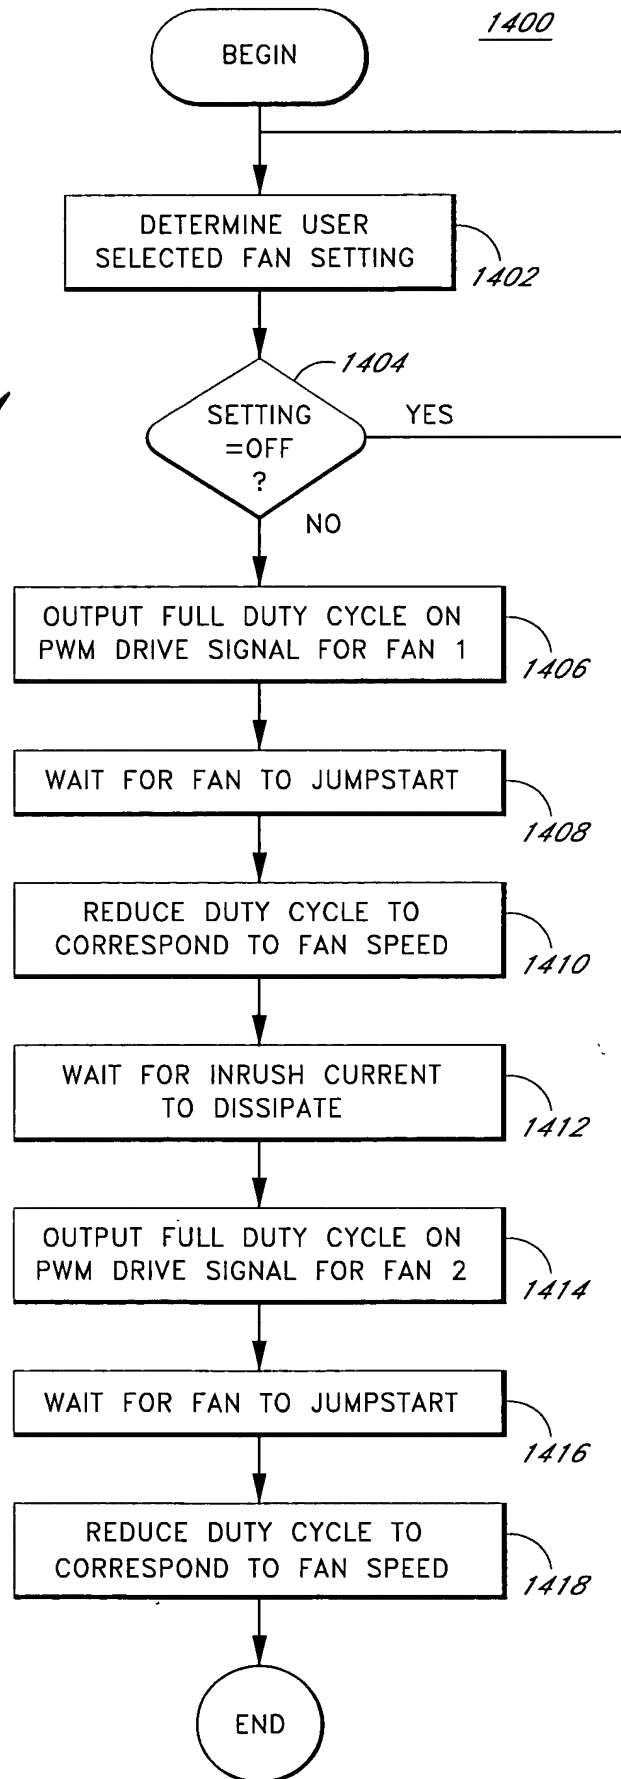 1400
BEGIN
DETERMINE USER
SELECTED FAN SETTING
1402
1404
SETTING
=OFF
?
YES
NO
OUTPUT FULL DUTY CYCLE ON
PWM DRIVE SIGNAL FOR FAN 1
1406
WAIT FOR FAN TO JUMPSTART
1408
REDUCE DUTY CYCLE TO
CORRESPOND TO FAN SPEED
1410
WAIT FOR INRUSH CURRENT
TO DISSIPATE
1412
OUTPUT FULL DUTY CYCLE ON
PWM DRIVE SIGNAL FOR FAN 2
1414
WAIT FOR FAN TO JUMPSTART
1416
REDUCE DUTY CYCLE TO
CORRESPOND TO FAN SPEED
1418
END